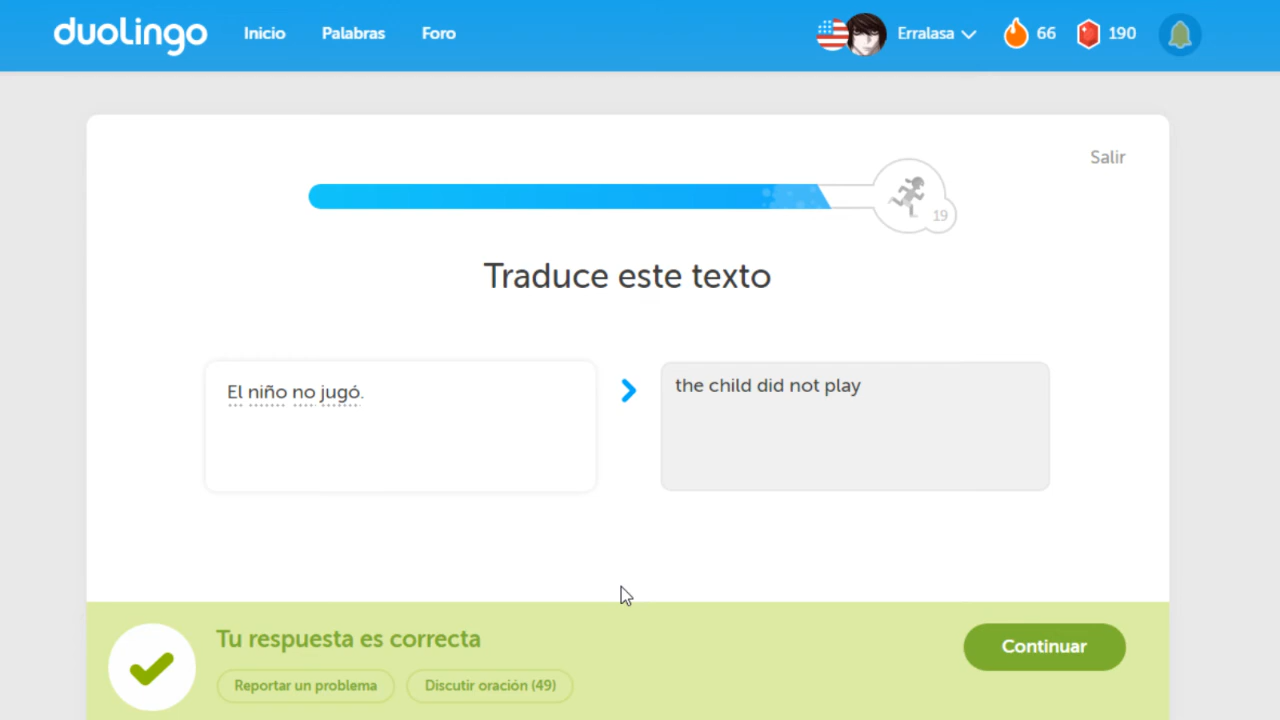 duolingo Inicio Palabras Foro Erralasa 66 190
Salir
19
Traduce este texto
El niño no jugó.
the child did not play
Tu respuesta es correcta
Continuar
Reportar un problema Discutir oración (49)